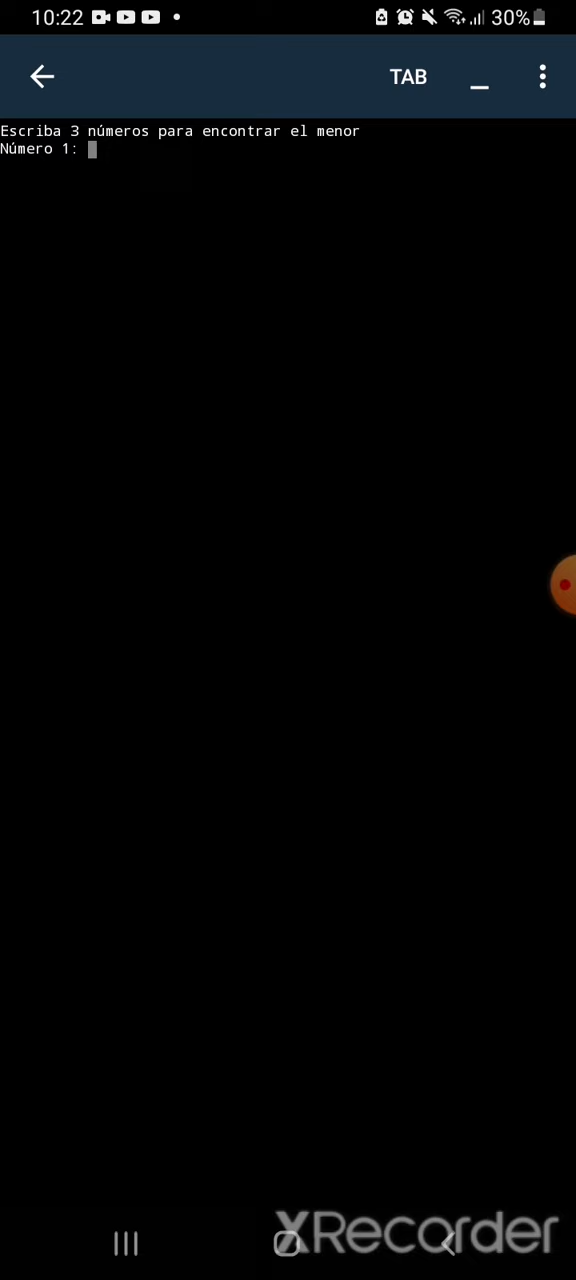 10:22 30%
TAB
Escriba 3 números para encontrar el menor
Número 1:
XRecorder